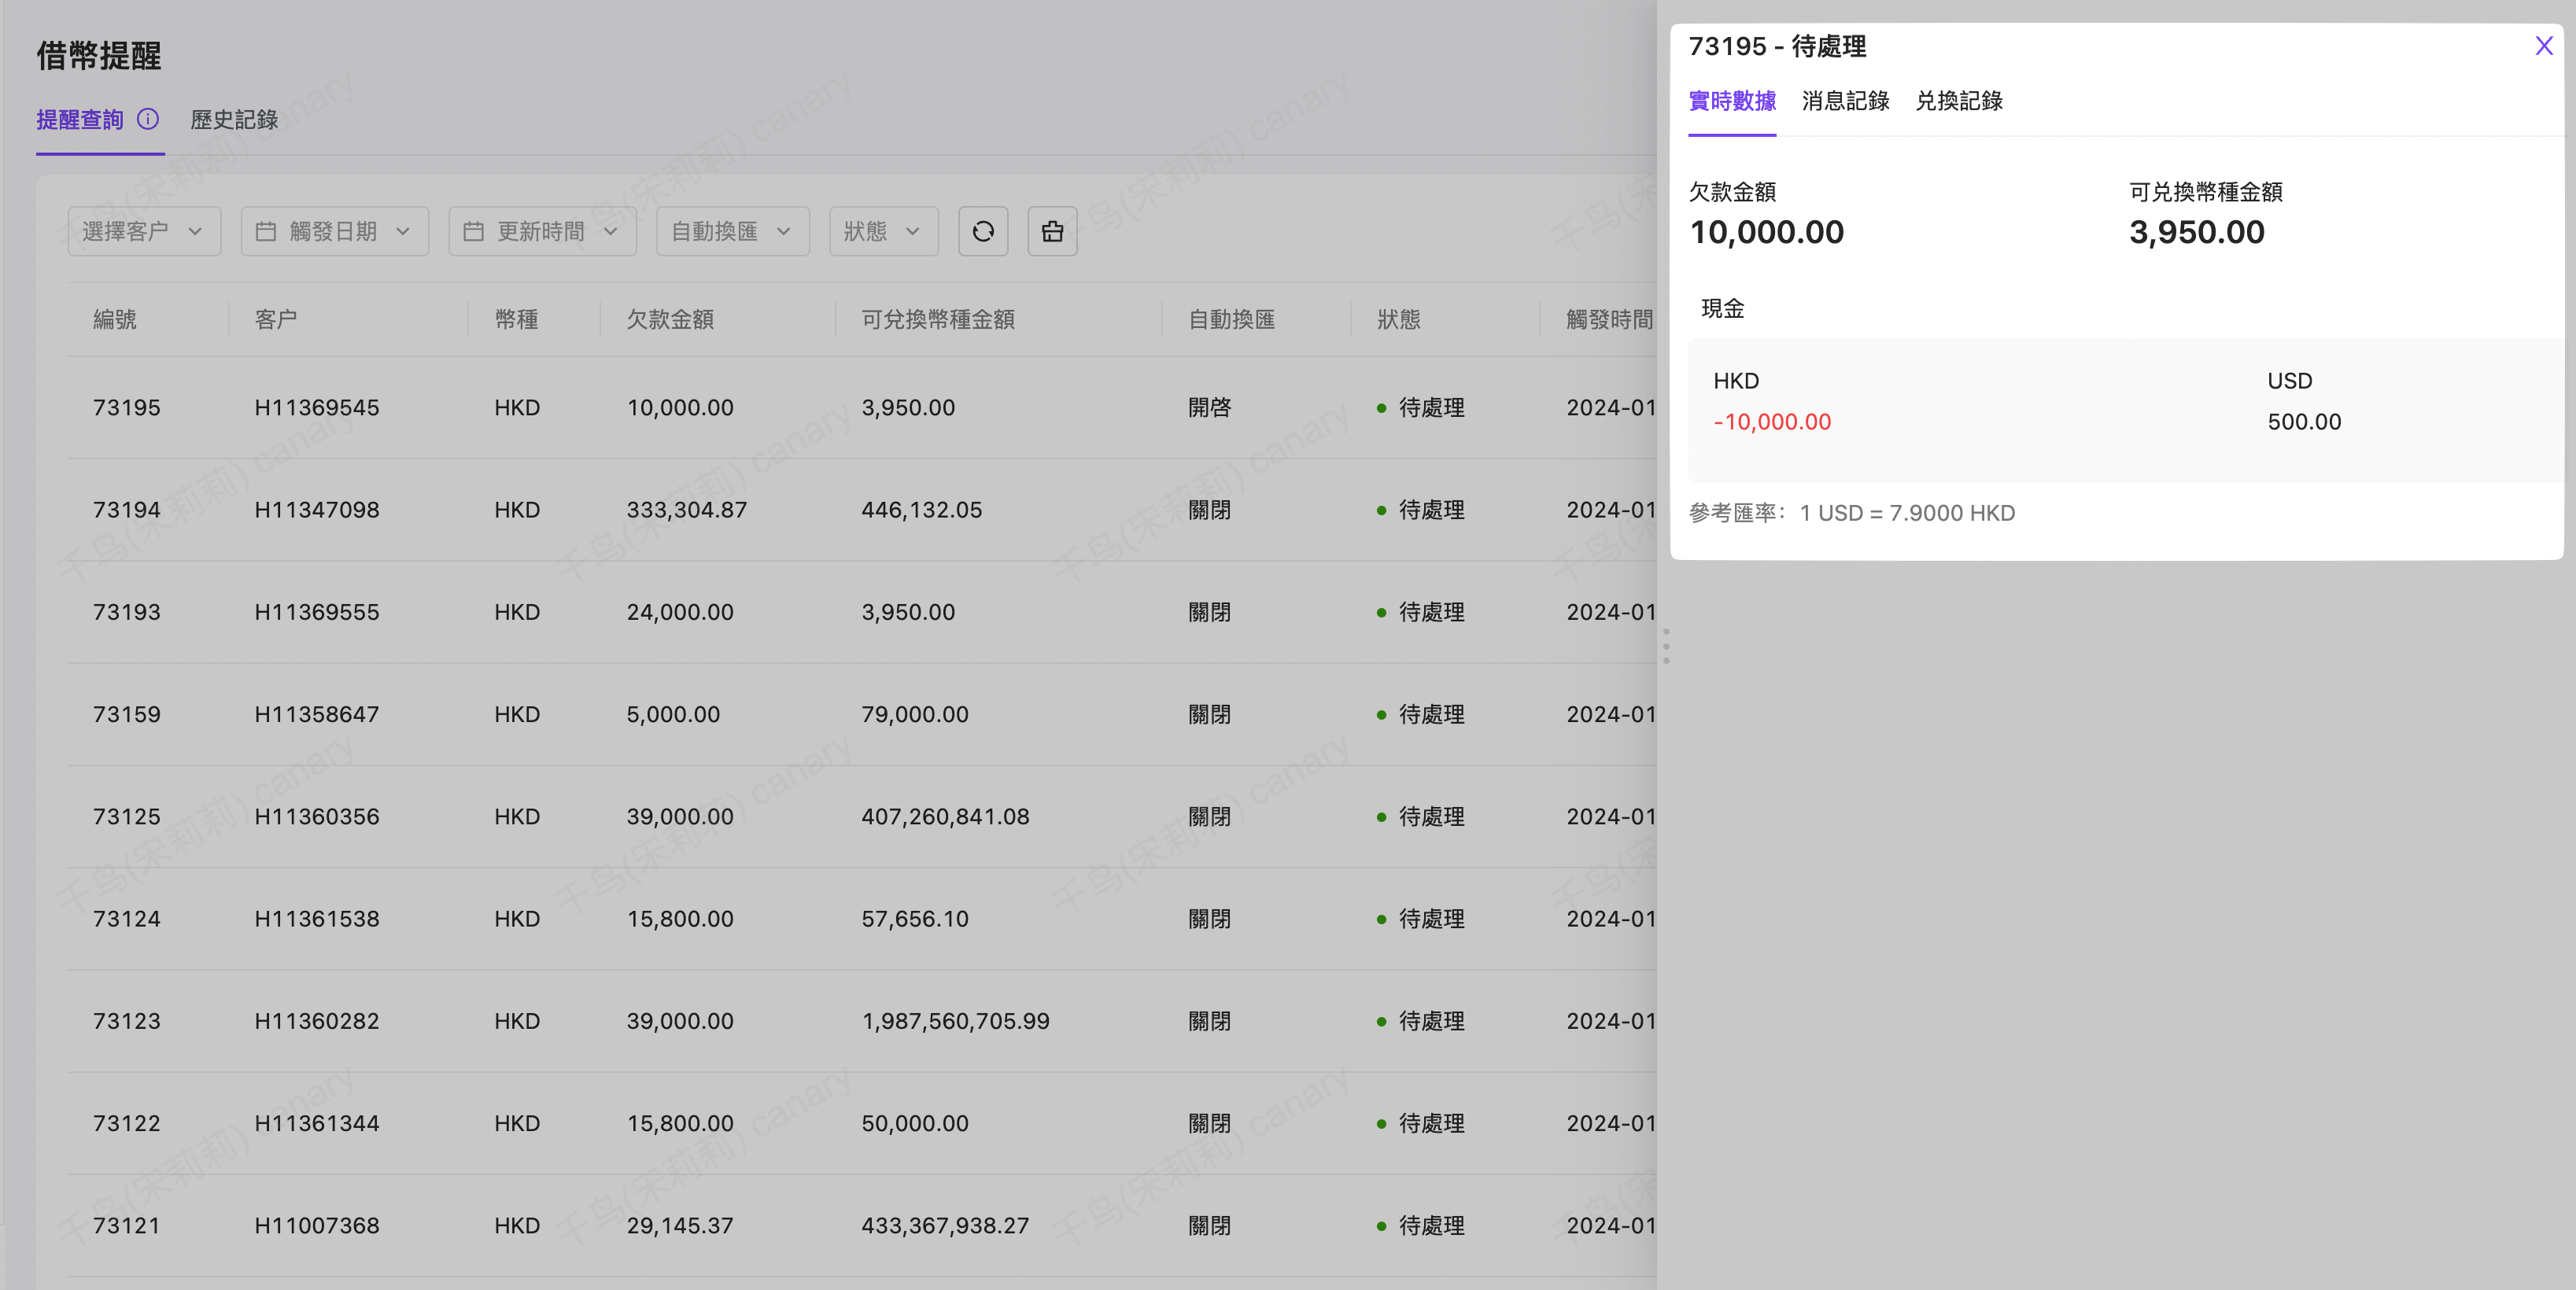 借幣提醒
提醒查詢 歷史記錄
選擇客户 觸發日期 更新時間 自動換匯 狀態
編號 客户 幣種 欠款金額 可兌換幣種金額 自動換匯 狀態 觸發時間
73195 H11369545 HKD 10,000.00 3,950.00 開啓 待處理 2024-01
73194 H11347098 HKD 333,304.87 446,132.05 關閉 待處理 2024-01
73193 H11369555 HKD 24,000.00 3,950.00 關閉 待處理 2024-01
73159 H11358647 HKD 5,000.00 79,000.00 關閉 待處理 2024-01
73125 H11360356 HKD 39,000.00 407,260,841.08 關閉 待處理 2024-01
73124 H11361538 HKD 15,800.00 57,656.10 關閉 待處理 2024-01
73123 H11360282 HKD 39,000.00 1,987,560,705.99 關閉 待處理 2024-01
73122 H11361344 HKD 15,800.00 50,000.00 關閉 待處理 2024-01
73121 H11007368 HKD 29,145.37 433,367,938.27 關閉 待處理 2024-01
73195 - 待處理
實時數據 消息記錄 兑換記錄
欠款金額 可兑換幣種金額
10,000.00 3,950.00
現金
HKD USD
-10,000.00 500.00
參考匯率：1 USD = 7.9000 HKD
千鸟(宋莉莉) canary